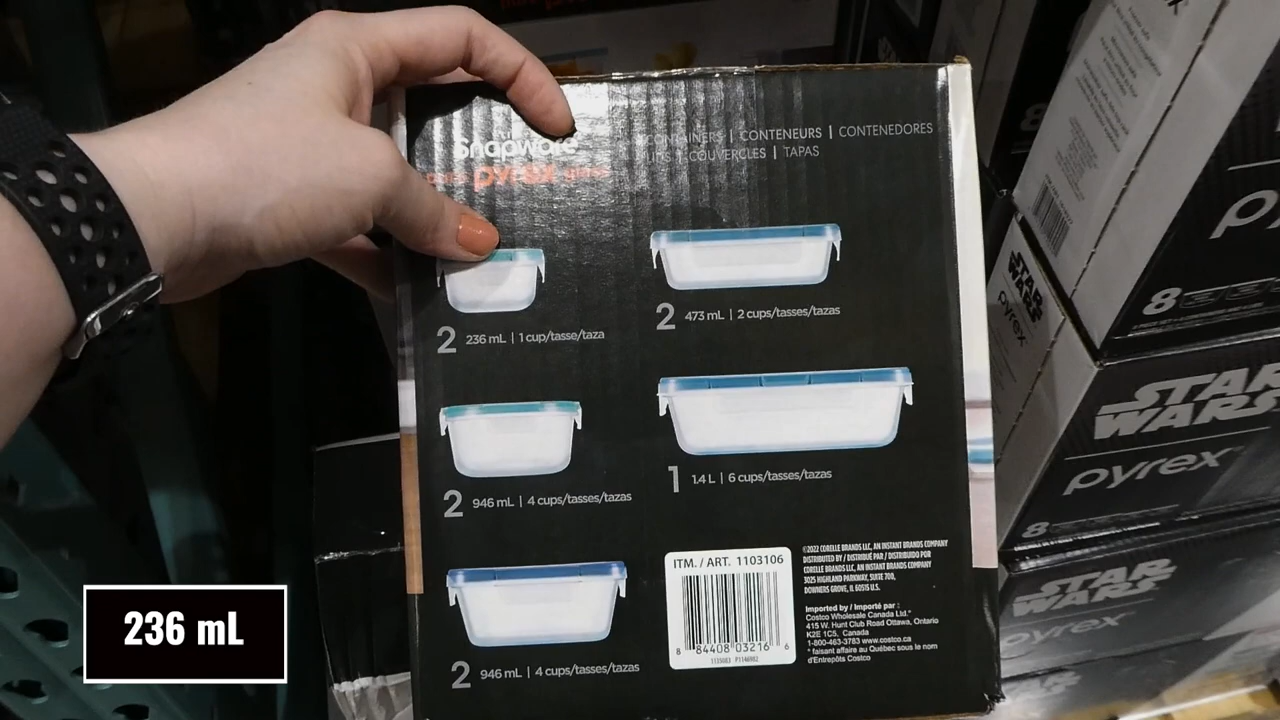 Snapware
pyrex
CONTAINERS | CONTENEURS | CONTENEDORES
LIDS | COUVERCLES | TAPAS
2 236 mL | 1 cup/tasse/taza
2 473 mL | 2 cups/tasses/tazas
2 946 mL | 4 cups/tasses/tazas
1 1.4 L | 6 cups/tasses/tazas
2 946 mL | 4 cups/tasses/tazas
ITM. / ART. 1103106
8 84408 03216 6
©2022 CORELLE BRANDS LLC, AN INSTANT BRANDS COMPANY
DISTRIBUTED BY / DISTRIBUÉ PAR / DISTRIBUIDO POR
CORELLE BRANDS LLC, AN INSTANT BRANDS COMPANY
3025 HIGHLAND PARKWAY, SUITE 700,
DOWNERS GROVE, IL 60515 U.S.
Imported by / Importé par :
Costco Wholesale Canada Ltd.*
415 W. Hunt Club Road Ottawa, Ontario
K2E 1C5, Canada
1-800-463-3783 www.costco.ca
* faisant affaire au Québec sous le nom
d'Entrepôts Costco
236 mL
8
STAR
WARS
pyrex
8
STAR
WARS
pyrex
8
STAR
WARS
pyrex